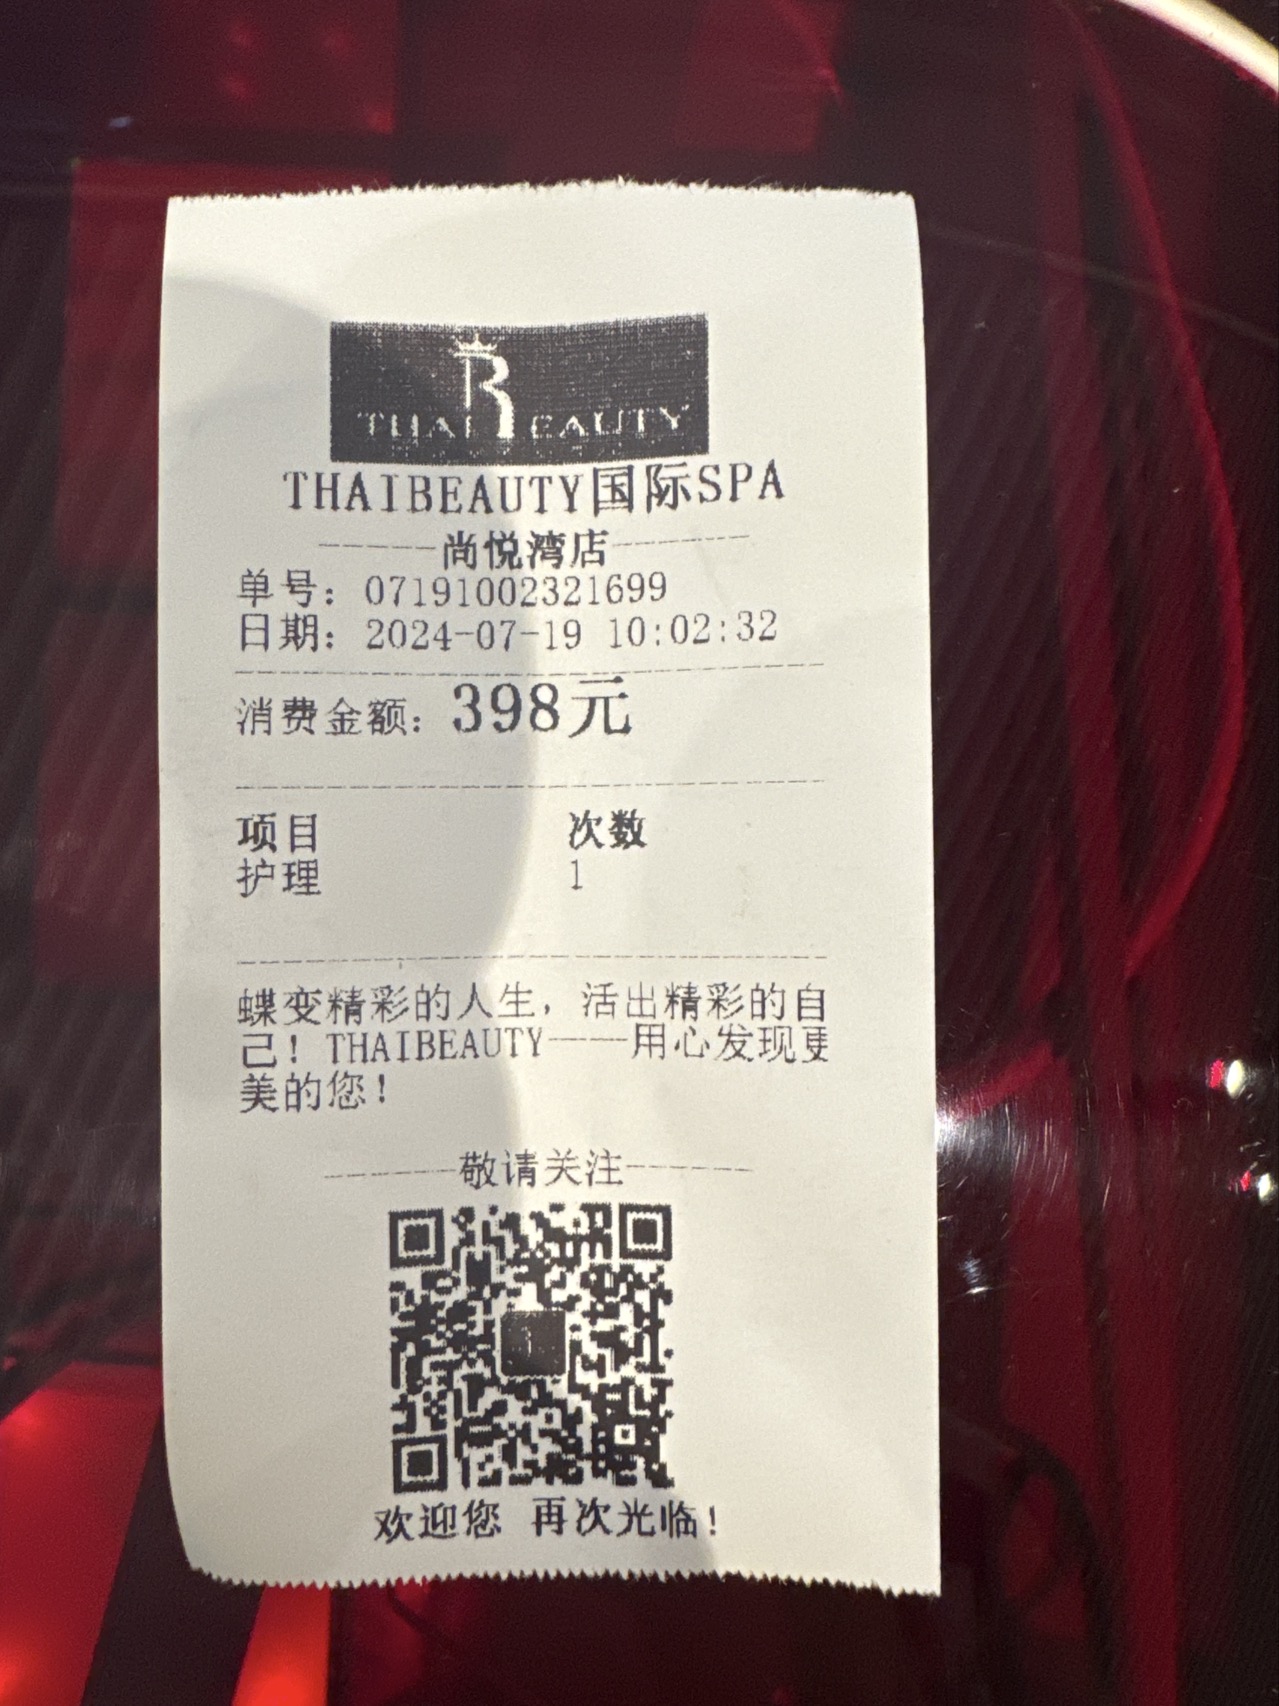 THAI BEAUTY
THAIBEAUTY国际SPA
尚悦湾店
单号：07191002321699
日期：2024-07-19 10:02:32
消费金额：398元
项目 次数
护理 1
蝶变精彩的人生，活出精彩的自
己！THAIBEAUTY——用心发现更
美的您！
敬请关注
欢迎您 再次光临！